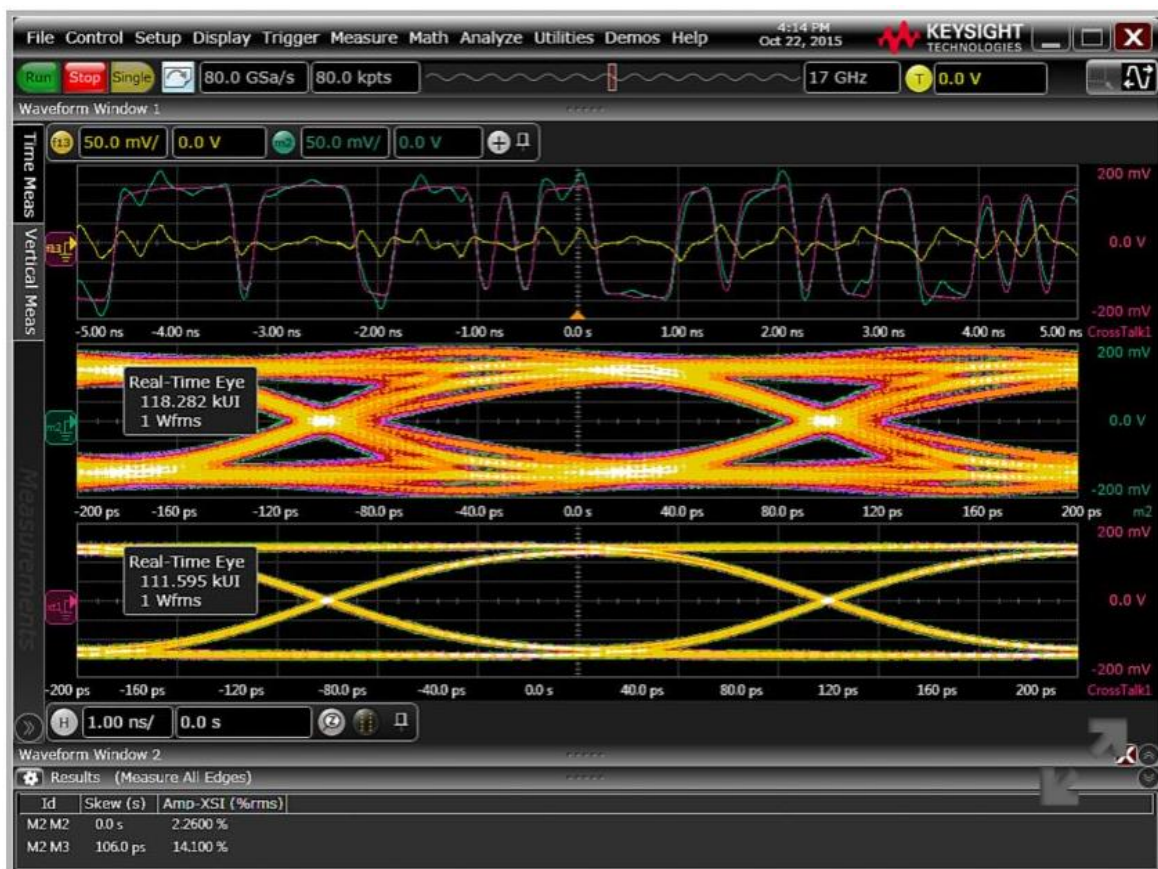 File Control Setup Display Trigger Measure Math Analyze Utilities Demos Help
4:14 PM
Oct 22, 2015
KEYSIGHT
TECHNOLOGIES
Run Stop Single 80.0 GSa/s 80.0 kpts 17 GHz T 0.0 V
Waveform Window 1
Time Meas
Vertical Meas
Measurements
f13 50.0 mV/ 0.0 V m2 50.0 mV/ 0.0 V
200 mV
f13 0.0 V
-200 mV
-5.00 ns -4.00 ns -3.00 ns -2.00 ns -1.00 ns 0.0 s 1.00 ns 2.00 ns 3.00 ns 4.00 ns 5.00 ns CrossTalk1
200 mV
Real-Time Eye
118.282 kUI
1 Wfrms
m2 0.0 V
-200 mV
-200 ps -160 ps -120 ps -80.0 ps -40.0 ps 0.0 s 40.0 ps 80.0 ps 120 ps 160 ps 200 ps m2
200 mV
Real-Time Eye
111.595 kUI
1 Wfrms
0.0 V
-200 mV
-200 ps -160 ps -120 ps -80.0 ps -40.0 ps 0.0 s 40.0 ps 80.0 ps 120 ps 160 ps 200 ps CrossTalk1
H 1.00 ns/ 0.0 s
Waveform Window 2
Results (Measure All Edges)
Id Skew (s) Amp-XSI (%rms)
M2 M2 0.0 s 2.2600 %
M2 M3 106.0 ps 14.100 %